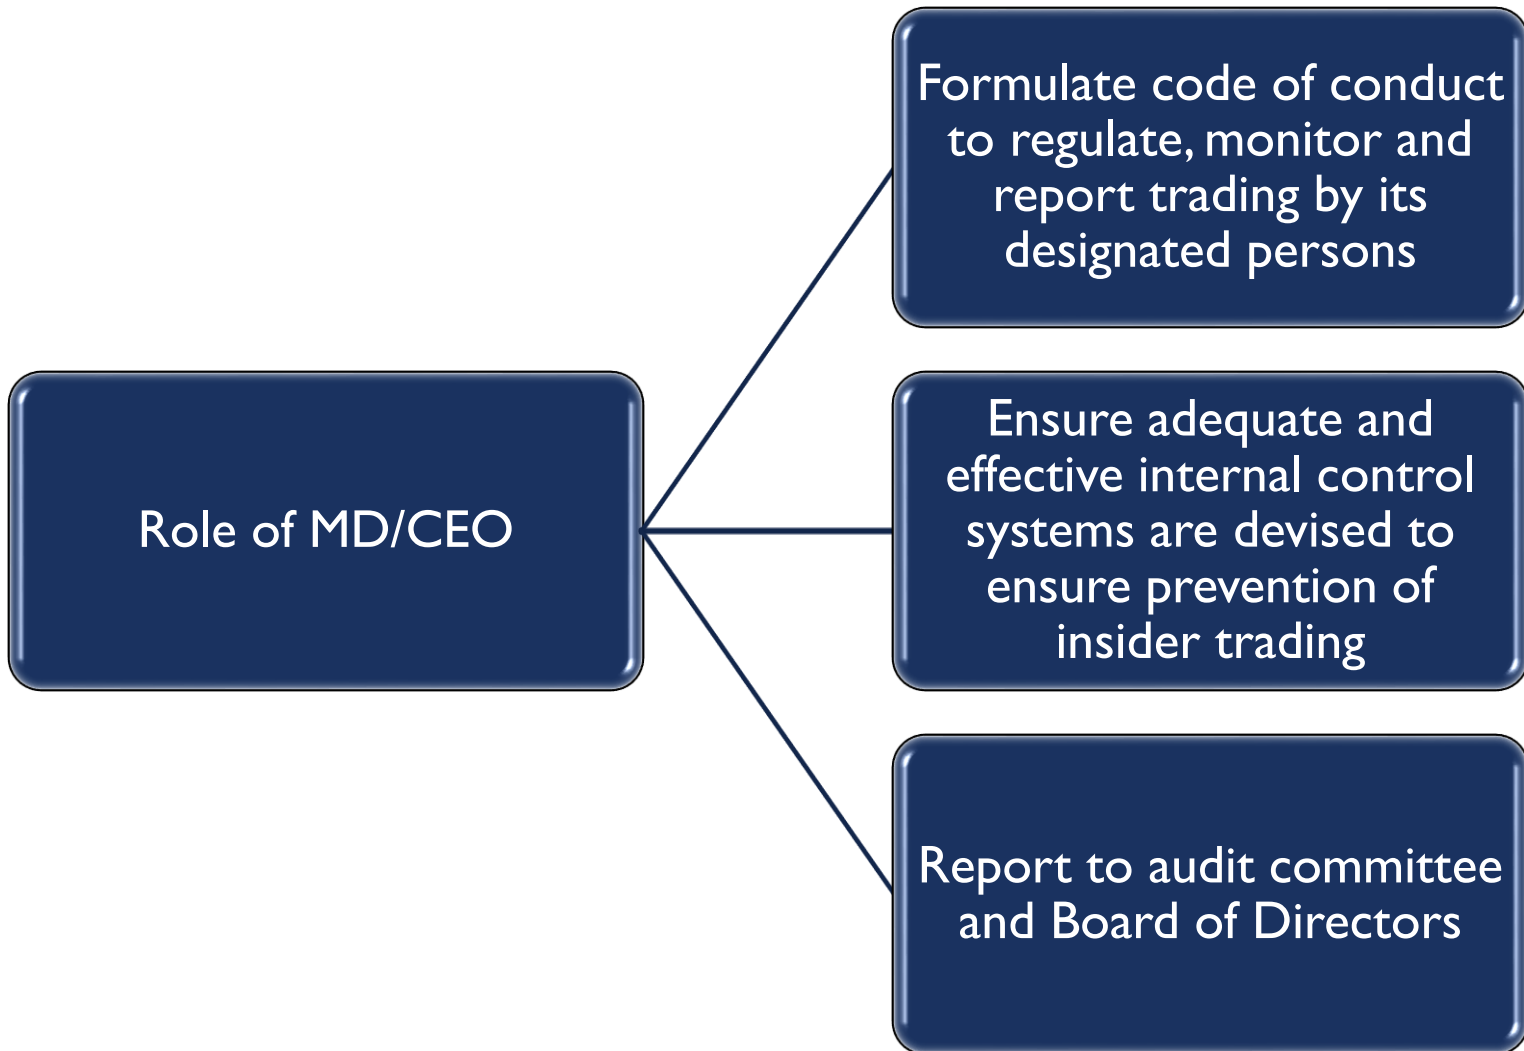 Role of MD/CEO
Formulate code of conduct
to regulate, monitor and
report trading by its
designated persons
Ensure adequate and
effective internal control
systems are devised to
ensure prevention of
insider trading
Report to audit committee
and Board of Directors